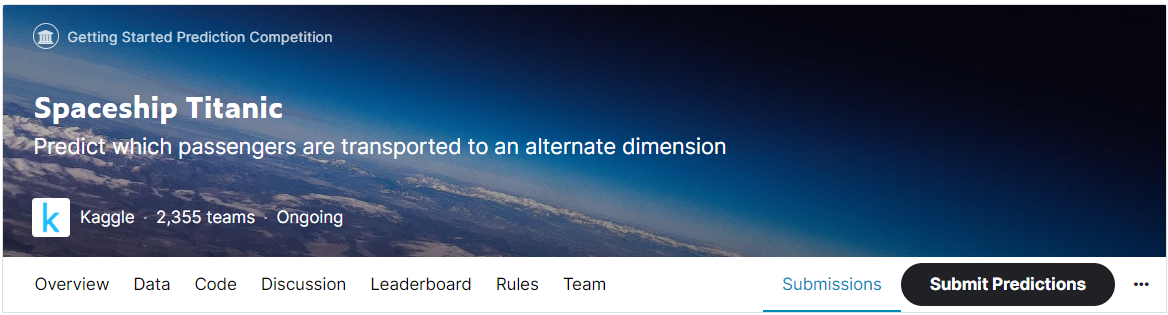 Getting Started Prediction Competition
Spaceship Titanic
Predict which passengers are transported to an alternate dimension
k
Kaggle · 2,355 teams · Ongoing
Overview Data Code Discussion Leaderboard Rules Team Submissions Submit Predictions ···